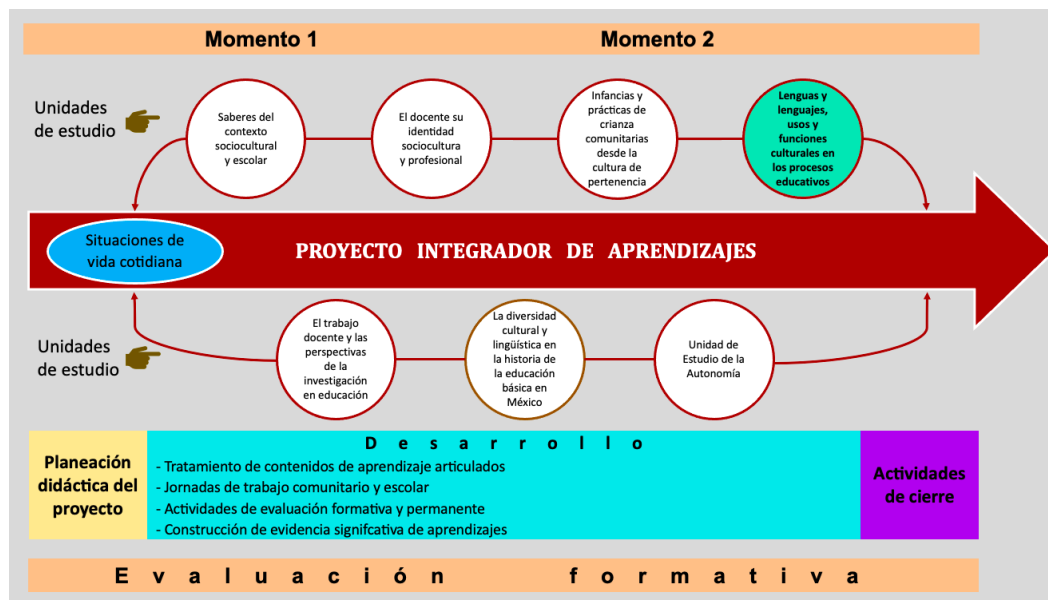 Momento 1
Momento 2
Unidades
de estudio
Saberes del
contexto
sociocultural
y escolar
El docente su
identidad
sociocultura
y profesional
Infancias y
prácticas de
crianza
comunitarias
desde la
cultura de
pertenencia
Lenguas y
lenguajes,
usos y
funciones
culturales en
los procesos
educativos
Situaciones de
vida cotidiana
PROYECTO INTEGRADOR DE APRENDIZAJES
Unidades
de estudio
El trabajo
docente y las
perspectivas
de la
investigación
en educación
La diversidad
cultural y
lingüística en
la historia de
la educación
básica en
México
Unidad de
Estudio de la
Autonomía
Planeación
didáctica del
proyecto
Desarrollo
- Tratamiento de contenidos de aprendizaje articulados
- Jornadas de trabajo comunitario y escolar
- Actividades de evaluación formativa y permanente
- Construcción de evidencia signifcativa de aprendizajes
Actividades
de cierre
Evaluación formativa